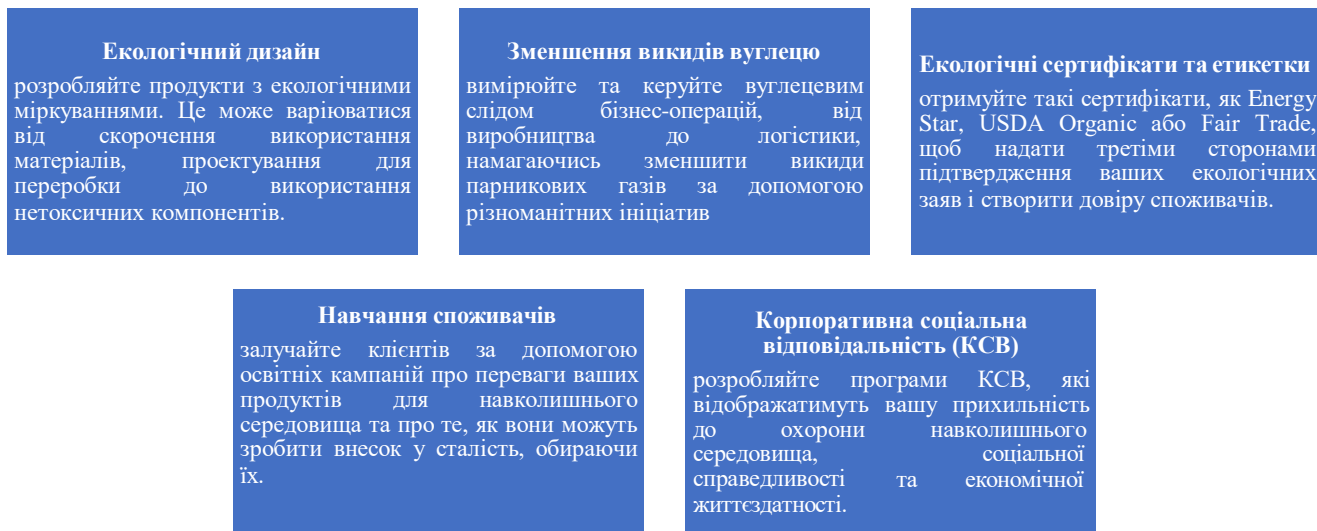 Екологічний дизайн
розробляйте продукти з екологічними
міркуваннями. Це може варіюватися
від скорочення використання
матеріалів, проектування для
переробки до використання
нетоксичних компонентів.
Зменшення викидів вуглецю
вимірюйте та керуйте вуглецевим
слідом бізнес-операцій, від
виробництва до логістики,
намагаючись зменшити викиди
парникових газів за допомогою
різноманітних ініціатив
Екологічні сертифікати та етикетки
отримуйте такі сертифікати, як Energy
Star, USDA Organic або Fair Trade,
щоб надати третіми сторонами
підтвердження ваших екологічних
заяв і створити довіру споживачів.
Навчання споживачів
залучайте клієнтів за допомогою
освітніх кампаній про переваги ваших
продуктів для навколишнього
середовища та про те, як вони можуть
зробити внесок у сталість, обираючи
їх.
Корпоративна соціальна
відповідальність (КСВ)
розробляйте програми КСВ, які
відображатимуть вашу прихильність
до охорони навколишнього
середовища, соціальної
справедливості та економічної
життєздатності.